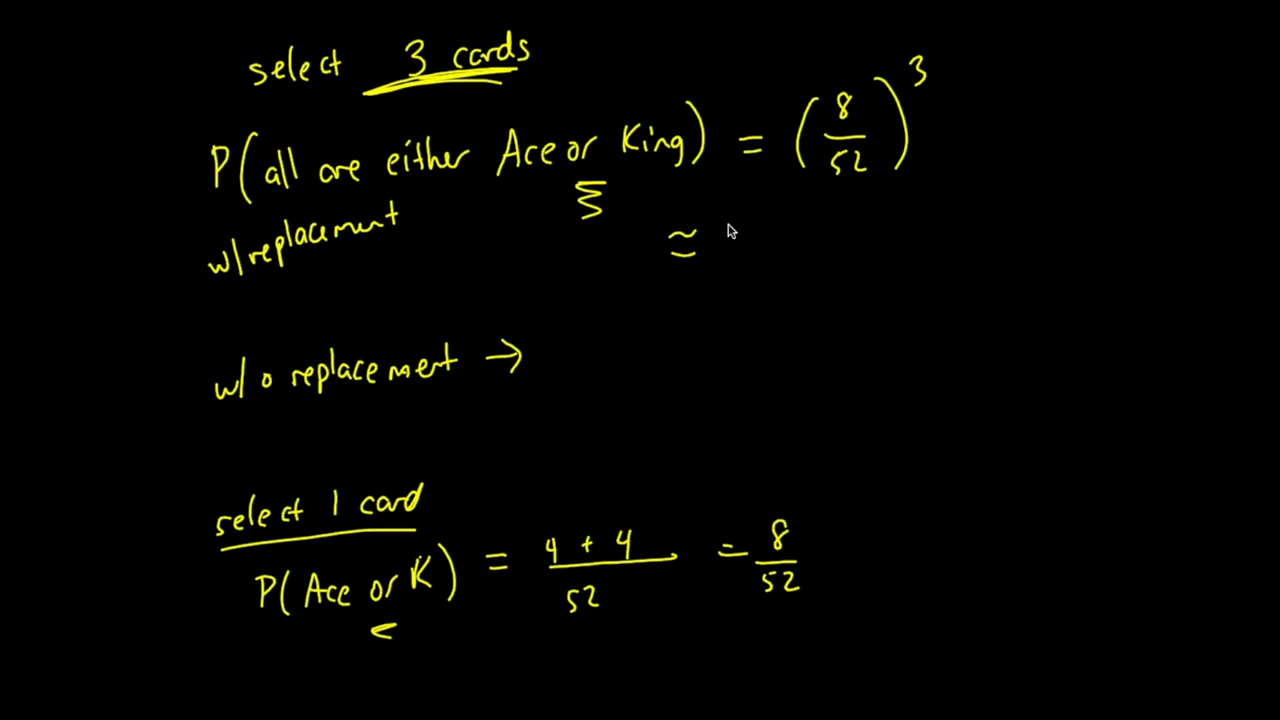 select 3 cards
P(all are either Ace or King) = (8/52)^3
w/replacement ≈
w/o replacement →
select 1 card
P(Ace or K) = 4 + 4/52 = 8/52